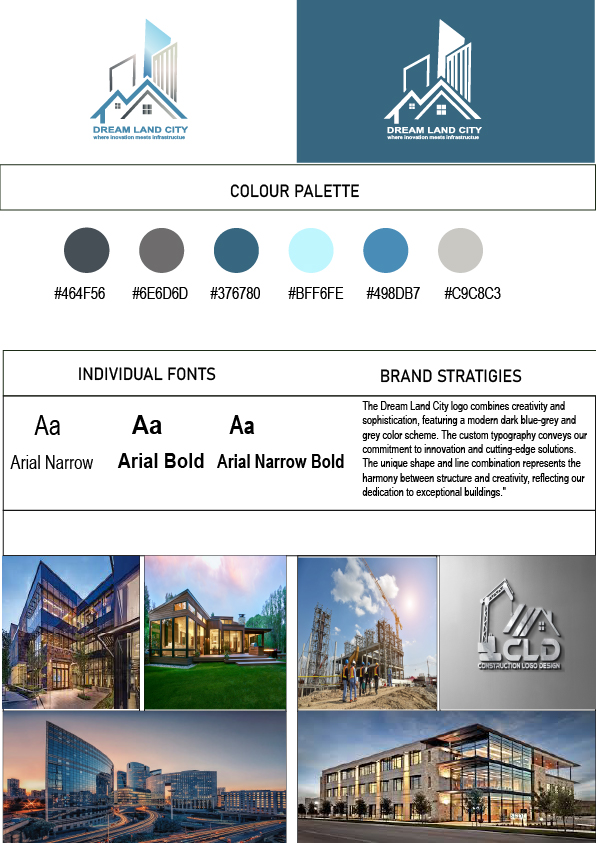 DREAM LAND CITY
where inovation meets infrastructue
DREAM LAND CITY
where inovation meets infrastructue
COLOUR PALETTE
#464F56 #6E6D6D #376780 #BFF6FE #498DB7 #C9C8C3
INDIVIDUAL FONTS
BRAND STRATIGIES
Aa Aa Aa
Arial Narrow Arial Bold Arial Narrow Bold
The Dream Land City logo combines creativity and
sophistication, featuring a modern dark blue-grey and
grey color scheme. The custom typography conveys our
commitment to innovation and cutting-edge solutions.
The unique shape and line combination represents the
harmony between structure and creativity, reflecting our
dedication to exceptional buildings."
CLD
CONSTRUCTION LOGO DESIGN